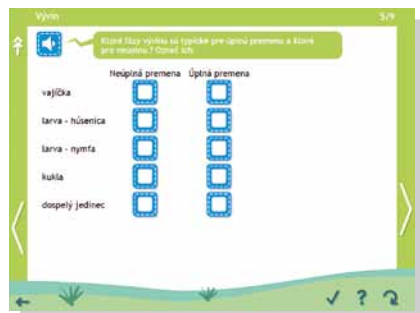 Vývin 5/9
Ktoré fázy vývinu sú typické pre úplnú premenu a ktoré
pre neúplnú? Označ ich.
Neúplná premena Úplná premena
vajíčka
larva - húsenica
larva - nymfa
kukla
dospelý jedinec
?